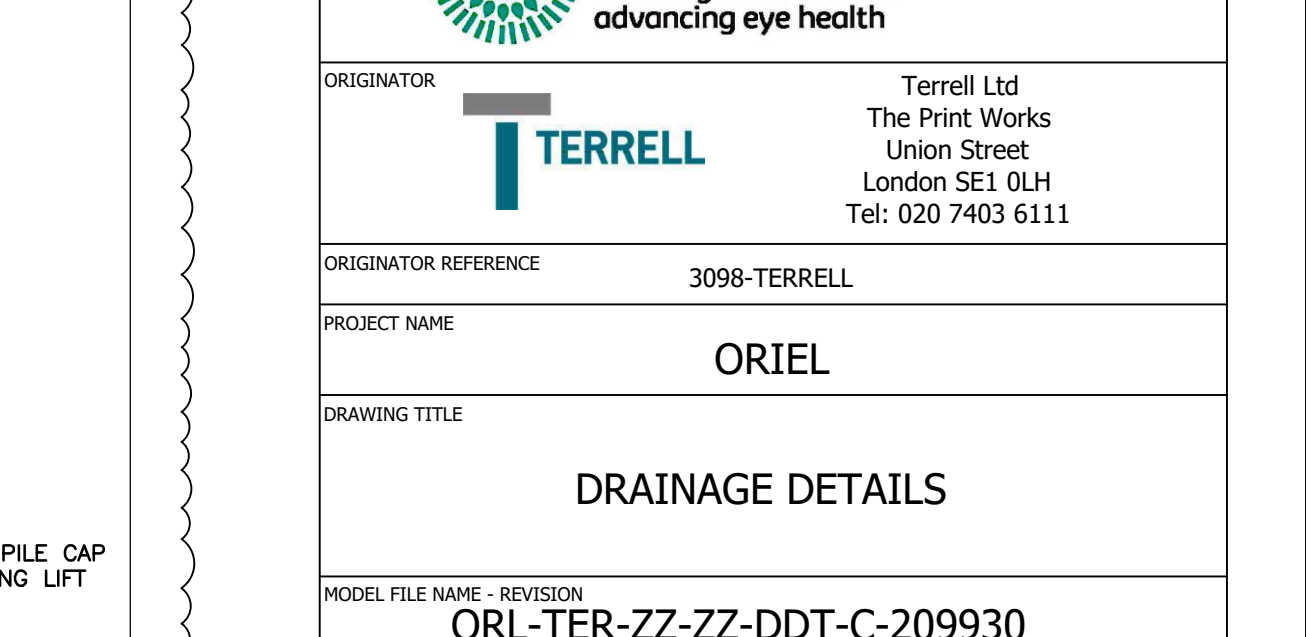 advancing eye health
ORIGINATOR
TERRELL
Terrell Ltd
The Print Works
Union Street
London SE1 0LH
Tel: 020 7403 6111
ORIGINATOR REFERENCE
3098-TERRELL
PROJECT NAME
ORIEL
DRAWING TITLE
DRAINAGE DETAILS
PILE CAP
NG LIFT
MODEL FILE NAME - REVISION
ORL-TER-ZZ-ZZ-DDT-C-209930